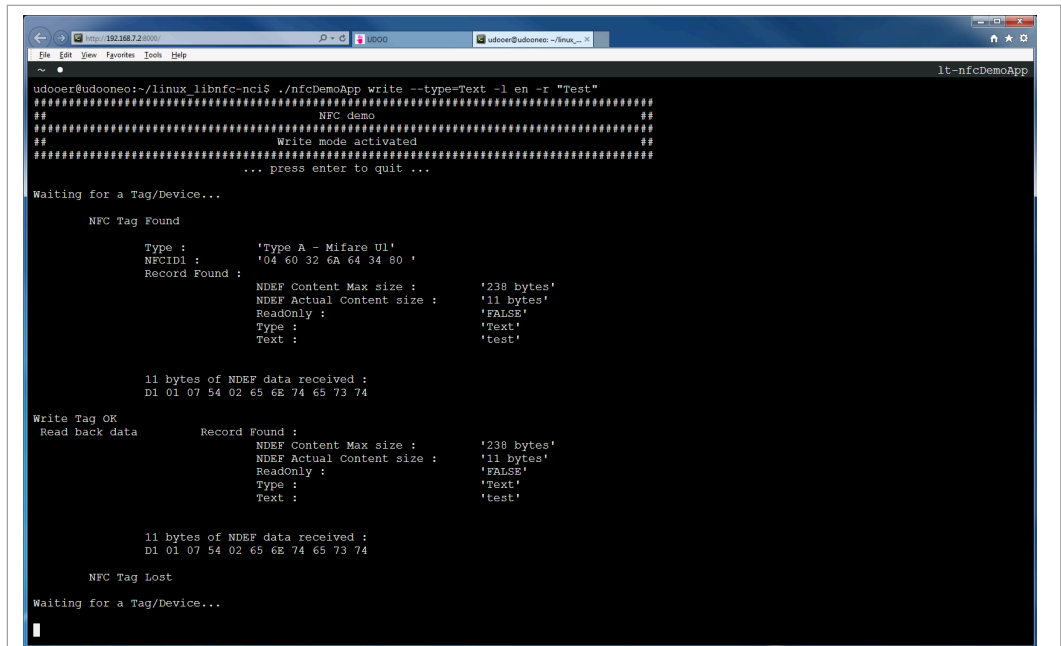 http://192.168.7.2:8000/
UDOO
udooer@udooneo: ~/linux_...
File Edit View Favorites Tools Help
~ ●
lt-nfcDemoApp
udooer@udooneo:~/linux_libnfc-nci$ ./nfcDemoApp write --type=Text -l en -r "Test"
#########################################################################################
## NFC demo ##
#########################################################################################
## Write mode activated ##
#########################################################################################
... press enter to quit ...
Waiting for a Tag/Device...
NFC Tag Found
Type : 'Type A - Mifare Ul'
NFCID1 : '04 60 32 6A 64 34 80 '
Record Found :
NDEF Content Max size : '238 bytes'
NDEF Actual Content size : '11 bytes'
ReadOnly : 'FALSE'
Type : 'Text'
Text : 'test'
11 bytes of NDEF data received :
D1 01 07 54 02 65 6E 74 65 73 74
Write Tag OK
Read back data Record Found :
NDEF Content Max size : '238 bytes'
NDEF Actual Content size : '11 bytes'
ReadOnly : 'FALSE'
Type : 'Text'
Text : 'test'
11 bytes of NDEF data received :
D1 01 07 54 02 65 6E 74 65 73 74
NFC Tag Lost
Waiting for a Tag/Device...